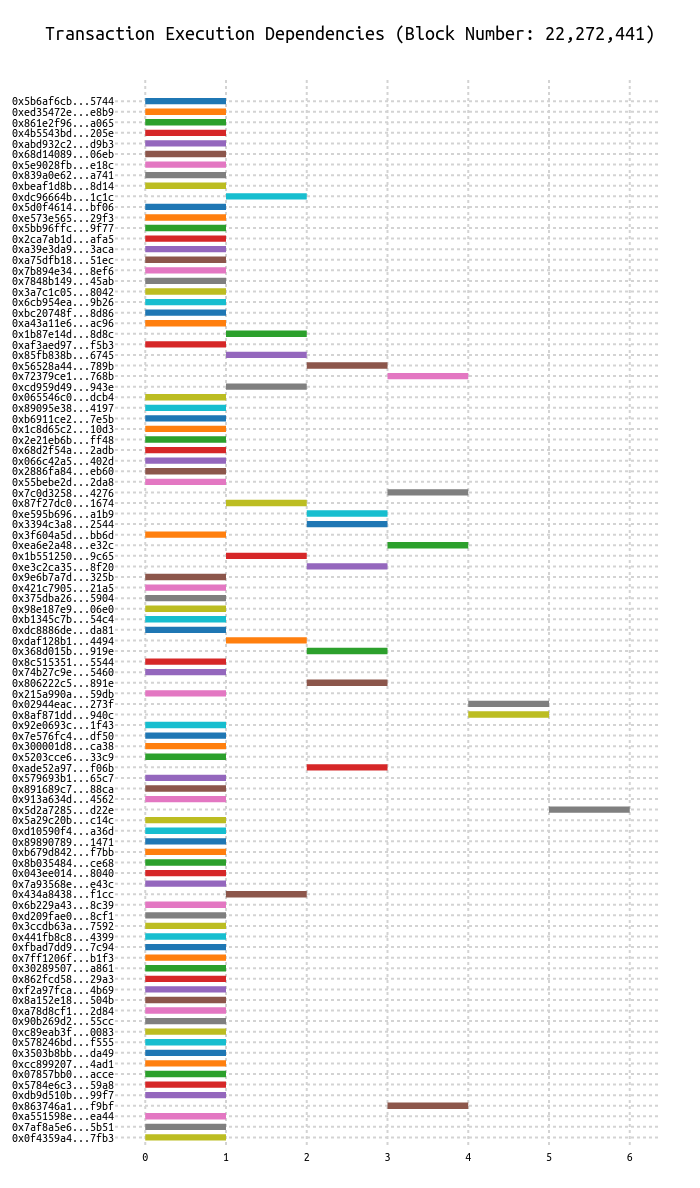 Transaction Execution Dependencies (Block Number: 22,272,441)
0x5b6af6cb...5744
0xed35472e...e8b9
0x861e2f96...a065
0x4b5543bd...205e
0xabd932c2...d9b3
0x68d14089...06eb
0x5e9028fb...e18c
0x839a0e62...a741
0xbeaf1d8b...8d14
0xdc96664b...1c1c
0x5d0f4614...bf06
0xe573e565...29f3
0x5bb96ffc...9f77
0x2ca7ab1d...afa5
0xa39e3da9...3aca
0xa75dfb18...51ec
0x7b894e34...8ef6
0x7848b149...45ab
0x3a7c1c05...8042
0x6cb954ea...9b26
0xbc20748f...8d86
0xa43a11e6...ac96
0x1b87e14d...8d8c
0xaf3aed97...f5b3
0x85fb838b...6745
0x56528a44...789b
0x72379ce1...768b
0xcd959d49...943e
0x065546c0...dcb4
0x89095e38...4197
0xb6911ce2...7e5b
0x1c8d65c2...10d3
0x2e21eb6b...ff48
0x68d2f54a...2adb
0x066c42a5...402d
0x2886fa84...eb60
0x55bebe2d...2da8
0x7c0d3258...4276
0x87f27dc0...1674
0xe595b696...a1b9
0x3394c3a8...2544
0x3f604a5d...bb6d
0xea6e2a48...e32c
0x1b551250...9c65
0xe3c2ca35...8f20
0x9e6b7a7d...325b
0x421c7905...21a5
0x375dba26...5904
0x98e187e9...06e0
0xb1345c7b...54c4
0xdc8886de...da81
0xdaf128b1...4494
0x368d015b...919e
0x8c515351...5544
0x74b27c9e...5460
0x806222c5...891e
0x215a990a...59db
0x02944eac...273f
0x8af871dd...940c
0x92e0693c...1f43
0x7e576fc4...df50
0x300001d8...ca38
0x5203cce6...33c9
0xade52a97...f06b
0x579693b1...65c7
0x891689c7...88ca
0x913a634d...4562
0x5d2a7285...d22e
0x5a29c20b...c14c
0xd10590f4...a36d
0x89890789...1471
0xb679d842...f7bb
0x8b035484...ce68
0x043ee014...8040
0x7a93568e...e43c
0x434a8438...f1cc
0x6b229a43...8c39
0xd209fae0...8cf1
0x3ccdb63a...7592
0x441fb8c8...4399
0xfbad7dd9...7c94
0x7ff1206f...b1f3
0x30289507...a861
0x862fcd58...29a3
0xf2a97fca...4b69
0x8a152e18...504b
0xa78d8cf1...2d84
0x90b269d2...55cc
0xc89eab3f...0083
0x578246bd...f555
0x3503b8bb...da49
0xcc899207...4ad1
0x07857bb0...acce
0x5784e6c3...59a8
0xdb9d510b...99f7
0x863746a1...f9bf
0xa551598e...ea44
0x7af8a5e6...5b51
0x0f4359a4...7fb3
0 1 2 3 4 5 6